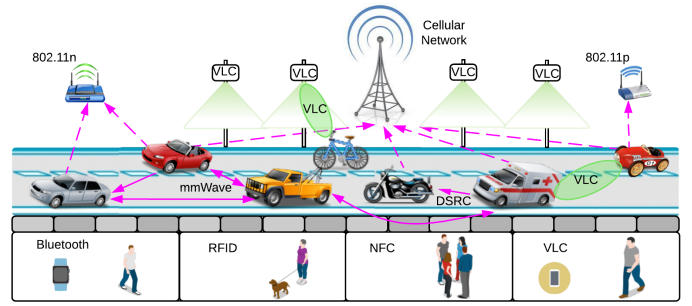 Cellular
Network
802.11n
802.11p
VLC
VLC
VLC
VLC
VLC
mmWave
VLC
DSRC
Bluetooth
RFID
NFC
VLC